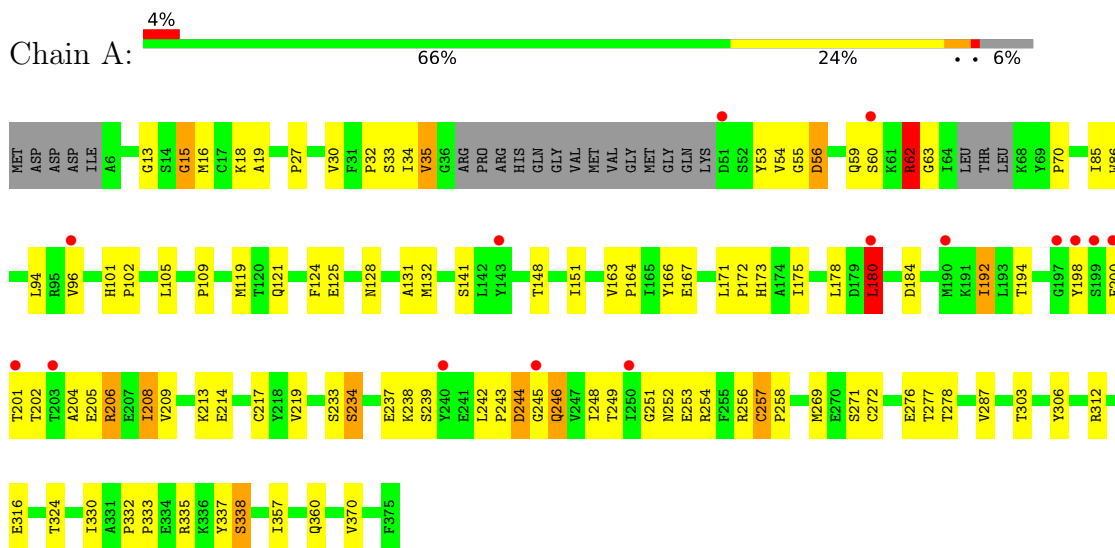 4%
Chain A:
66% 24% • • 6%
MET ASP ASP ASP ILE A6 G13 S14 G15 M16 C17 K18 A19 P27 V30 F31 P32 S33 I34 V35 G36 ARG PRO ARG HIS GLN GLY VAL MET VAL GLY MET GLY GLN LYS D51 S52 Y53 V54 G55 D56 Q59 S60 K61 R62 G63 I64 LEU THR LEU K68 Y69 P70 I85 W86
L94 R95 V96 H101 P102 L105 P109 M119 T120 Q121 F124 E125 N128 A131 M132 S141 L142 Y143 T148 I151 V163 P164 I165 Y166 E167 L171 P172 H173 A174 I175 L178 D179 L180 D184 M190 K191 I192 L193 T194 G197 Y198 S199 F200
T201 T202 T203 A204 E205 R206 E207 I208 V209 K213 E214 C217 Y218 V219 S233 S234 E237 K238 S239 Y240 E241 L242 P243 D244 G245 Q246 V247 I248 T249 I250 G251 N252 E253 R254 F255 R256 C257 P258 M269 E270 S271 C272 E276 T277 T278 V287 T303 Y306 R312
E316 T324 I330 A331 P332 P333 E334 R335 K336 Y337 S338 I357 Q360 V370 F375